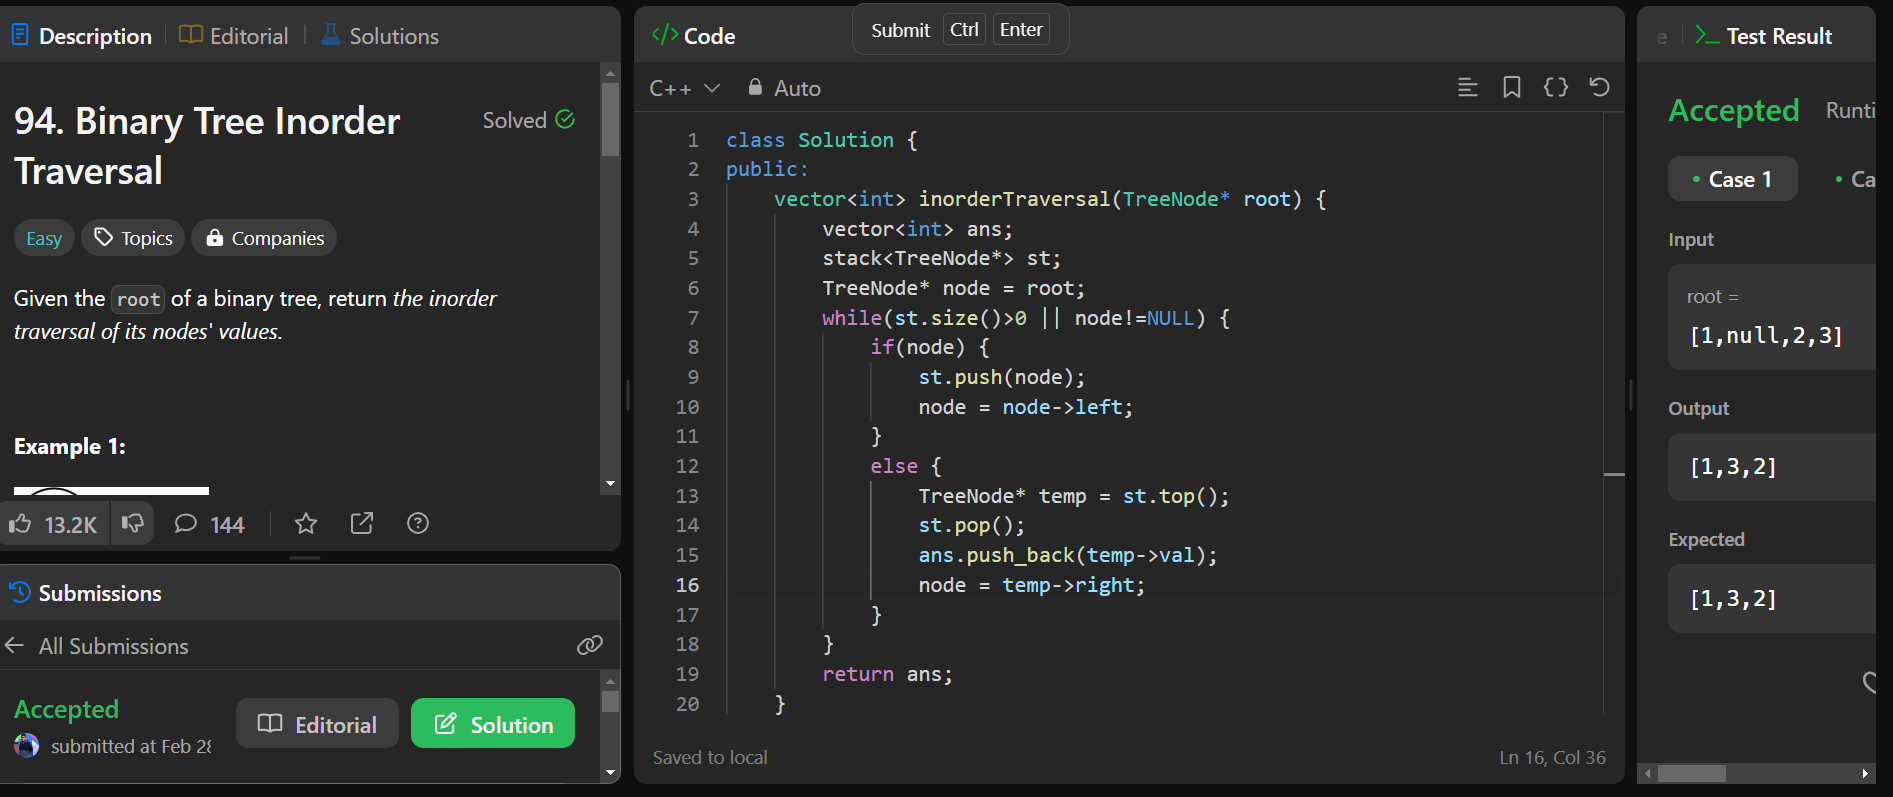 Description
Editorial
Solutions
94. Binary Tree Inorder
Traversal
Solved
Easy
Topics
Companies
Given the root of a binary tree, return the inorder
traversal of its nodes' values.
Example 1:
13.2K
144
Submissions
All Submissions
Accepted
submitted at Feb 28
Editorial
Solution
Submit Ctrl Enter
</> Code
C++
Auto
1 class Solution {
2 public:
3 vector<int> inorderTraversal(TreeNode* root) {
4 vector<int> ans;
5 stack<TreeNode*> st;
6 TreeNode* node = root;
7 while(st.size()>0 || node!=NULL) {
8 if(node) {
9 st.push(node);
10 node = node->left;
11 }
12 else {
13 TreeNode* temp = st.top();
14 st.pop();
15 ans.push_back(temp->val);
16 node = temp->right;
17 }
18 }
19 return ans;
20 }
Saved to local
Ln 16, Col 36
e
Test Result
Accepted
Runti
• Case 1
• Ca
Input
root =
[1,null,2,3]
Output
[1,3,2]
Expected
[1,3,2]